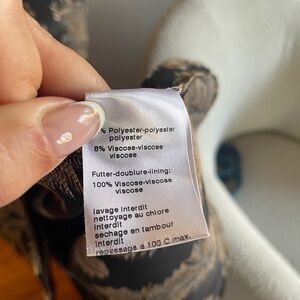 % Polyester-polyester
polyester
8% Viscose-viscose
viscose
Futter-doublure-lining:
100% Viscose-viscose
viscose
lavage interdit
nettoyage au chlore
interdit
sechage en tambour
interdit
repassage a 100 C max.